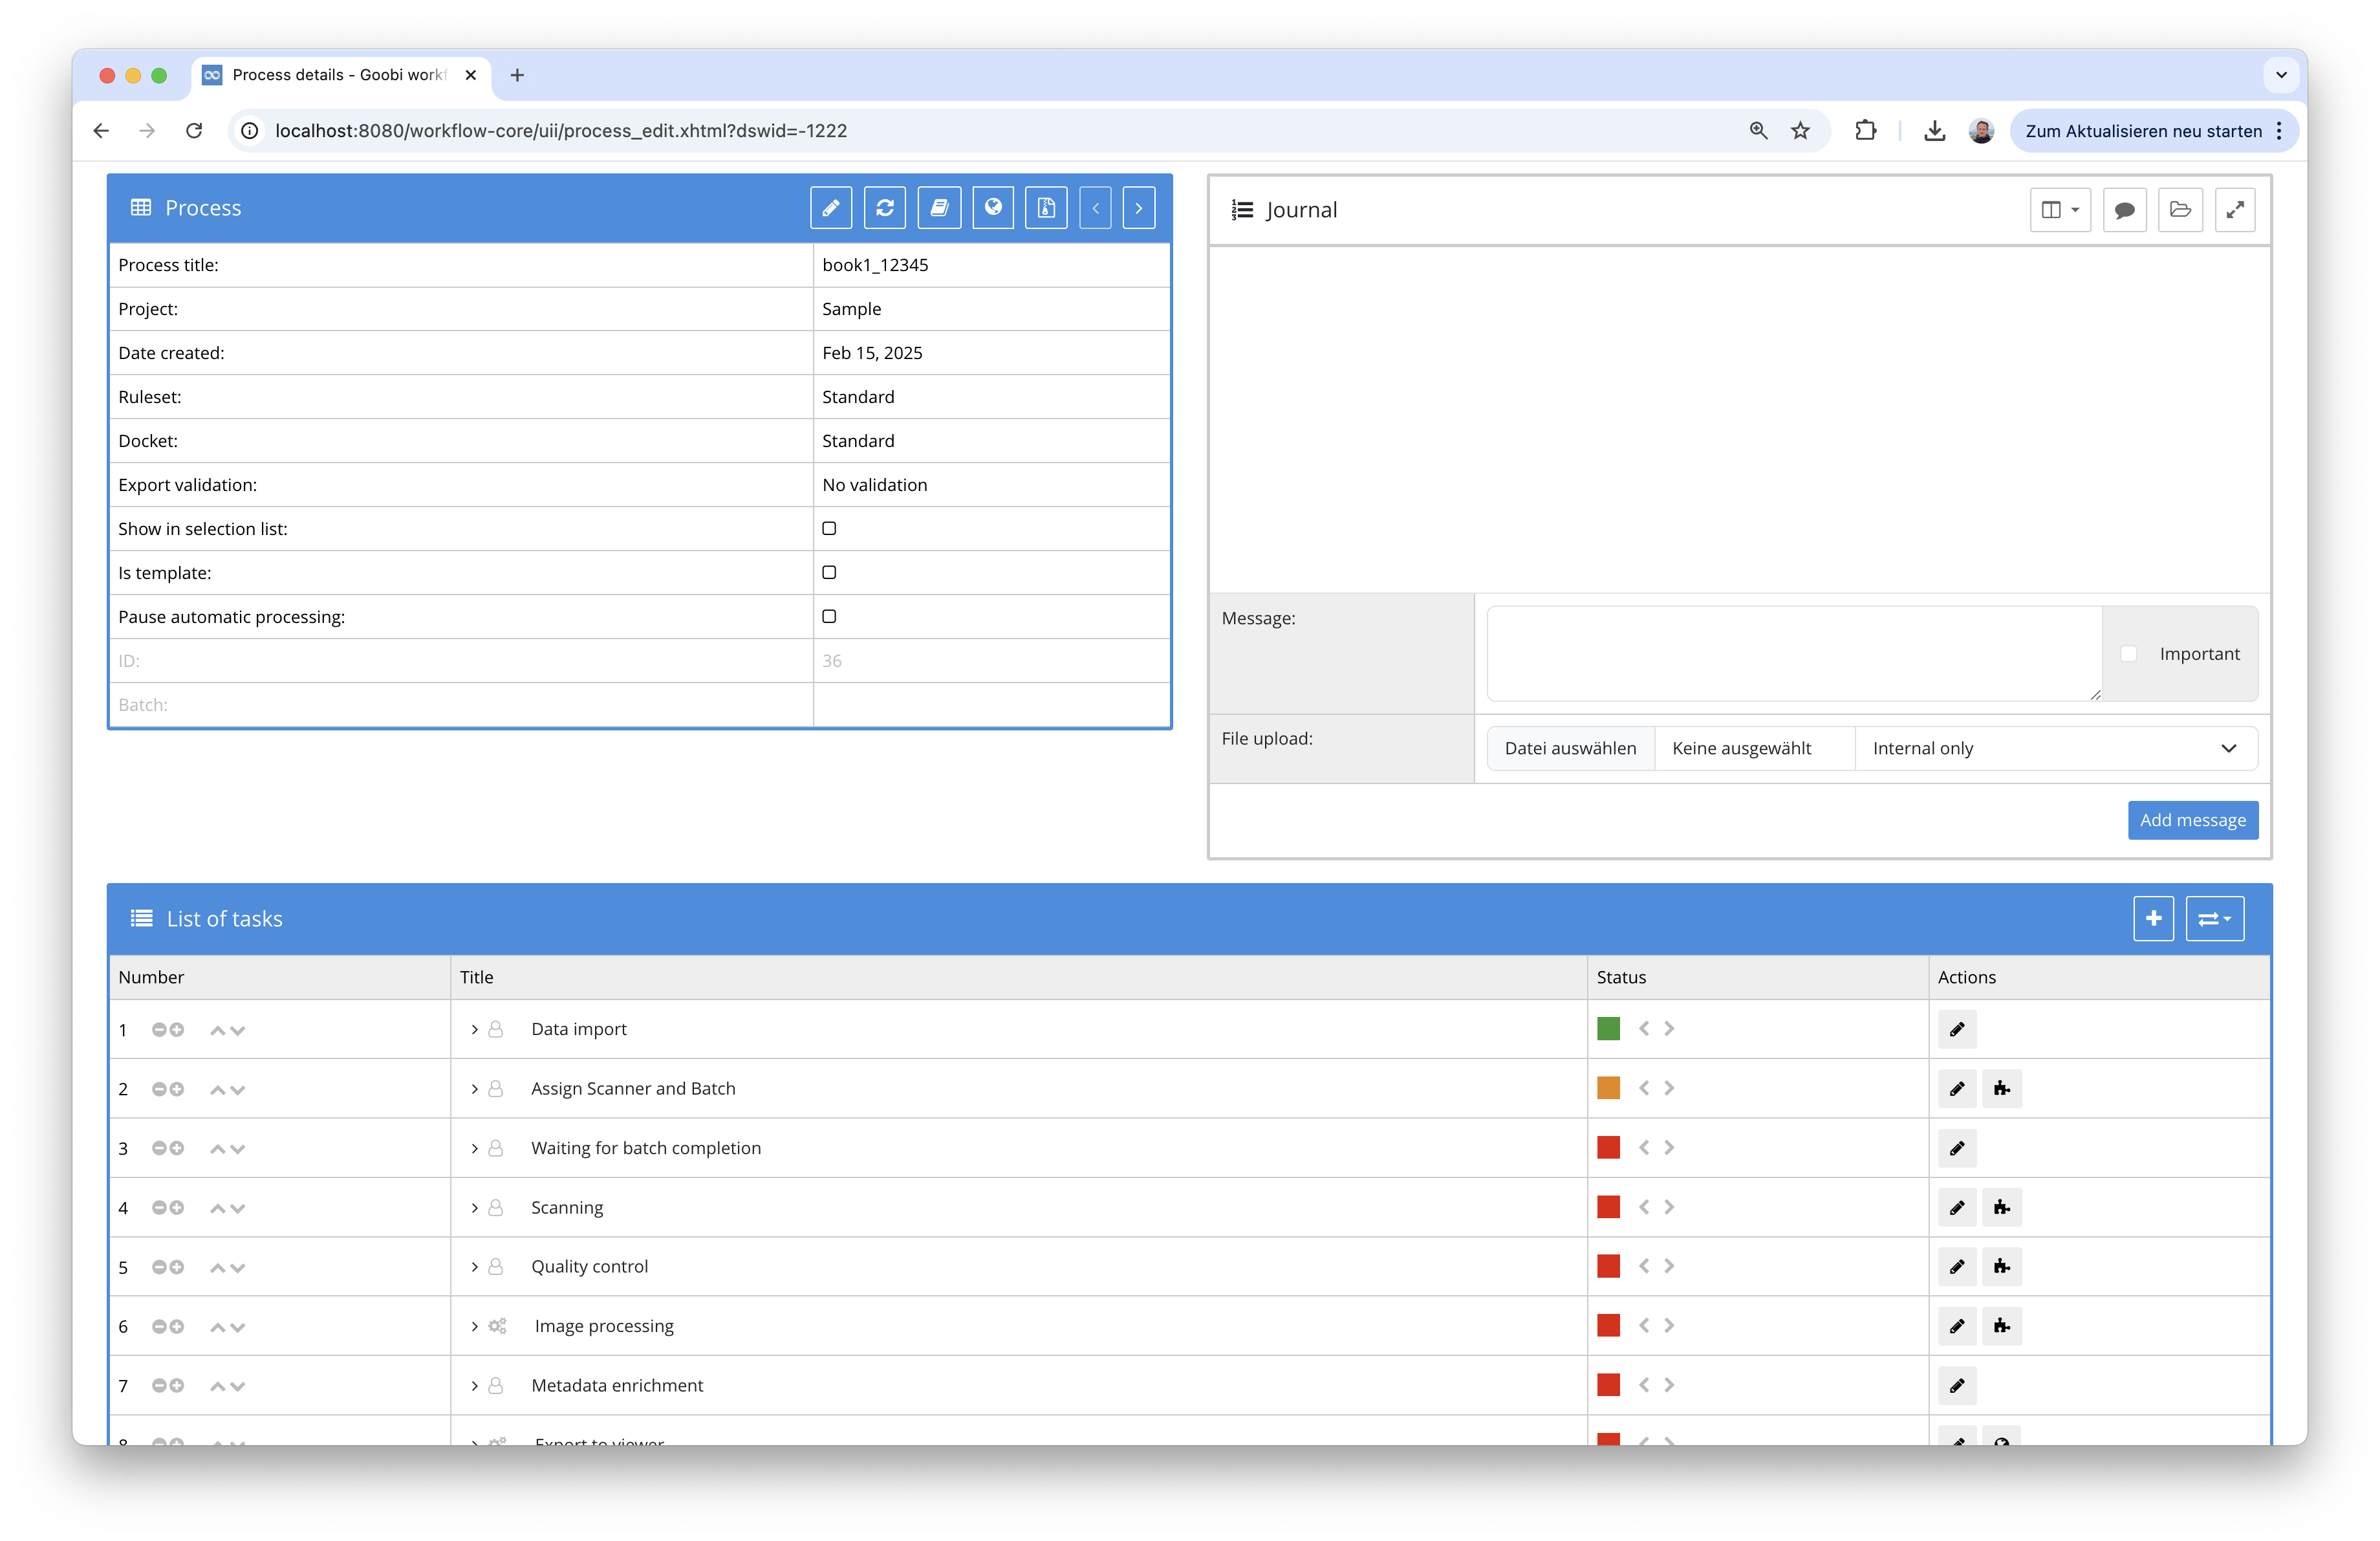 Process details - Goobi workf
localhost:8080/workflow-core/uii/process_edit.xhtml?dswid=-1222
Zum Aktualisieren neu starten
Process
Process title: book1_12345
Project: Sample
Date created: Feb 15, 2025
Ruleset: Standard
Docket: Standard
Export validation: No validation
Show in selection list:
Is template:
Pause automatic processing:
ID: 36
Batch:
Journal
Message:
Important
File upload: Datei auswählen Keine ausgewählt Internal only
Add message
List of tasks
Number Title Status Actions
1 Data import
2 Assign Scanner and Batch
3 Waiting for batch completion
4 Scanning
5 Quality control
6 Image processing
7 Metadata enrichment
8 Export to viewer